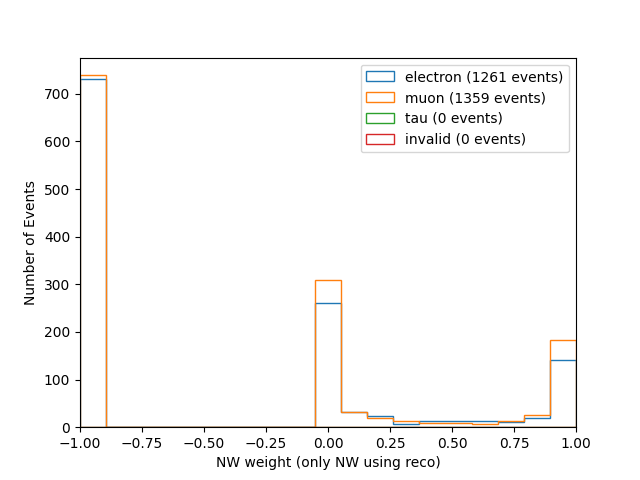 electron (1261 events)
muon (1359 events)
tau (0 events)
invalid (0 events)
Number of Events
700
600
500
400
300
200
100
0
−1.00 −0.75 −0.50 −0.25 0.00 0.25 0.50 0.75 1.00
NW weight (only NW using reco)